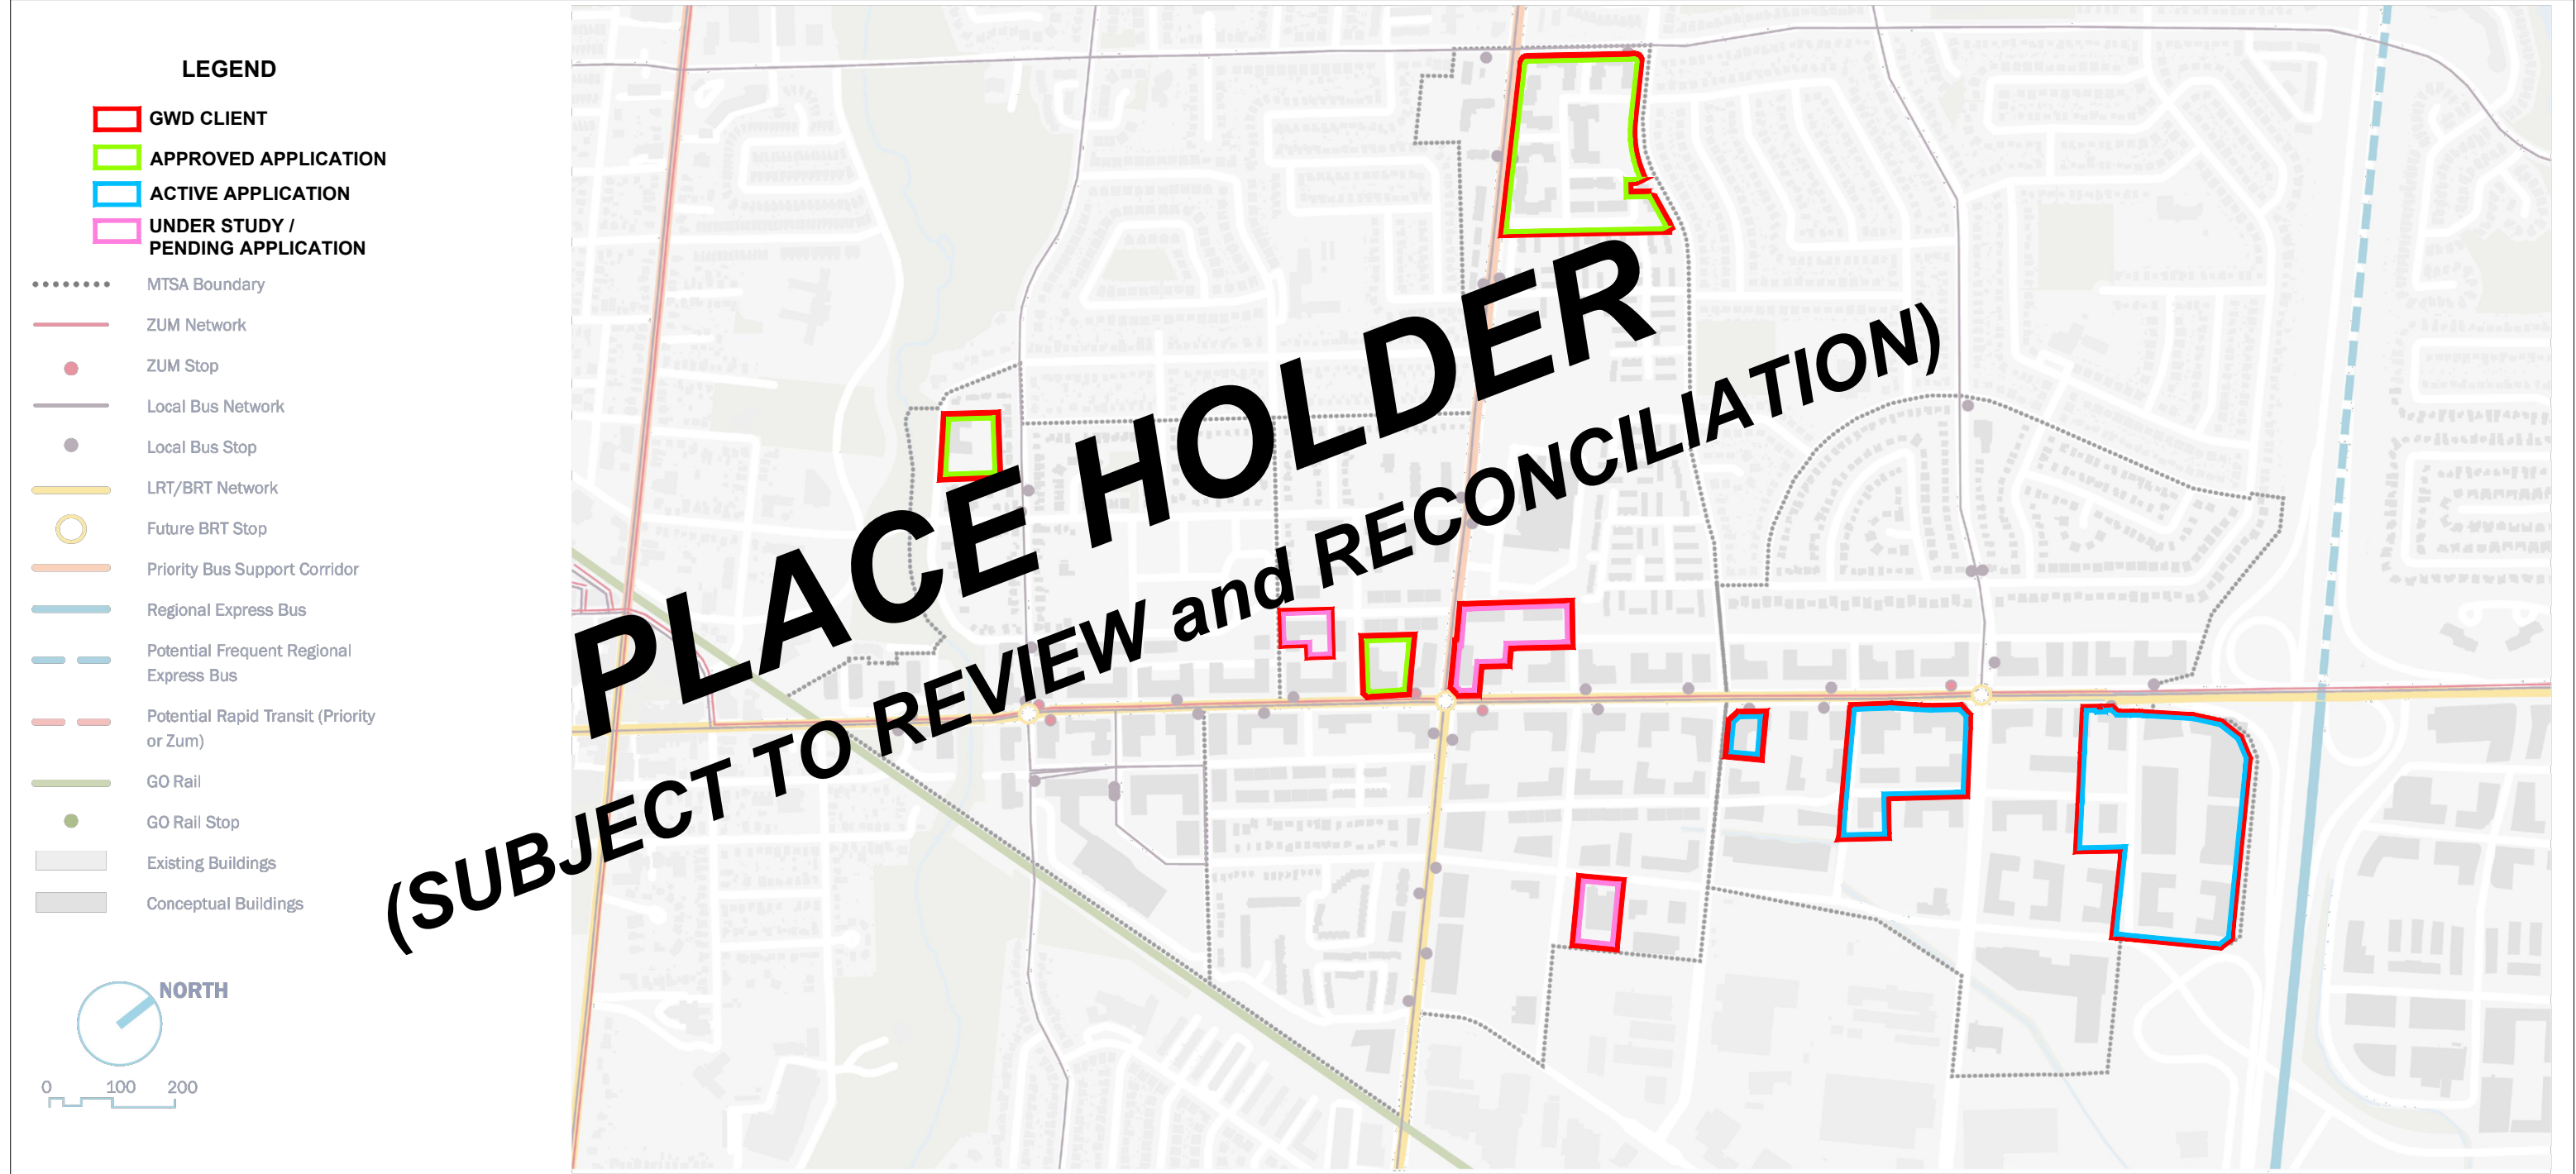 LEGEND
GWD CLIENT
APPROVED APPLICATION
ACTIVE APPLICATION
UNDER STUDY /
PENDING APPLICATION
MTSA Boundary
ZUM Network
ZUM Stop
Local Bus Network
Local Bus Stop
LRT/BRT Network
Future BRT Stop
Priority Bus Support Corridor
Regional Express Bus
Potential Frequent Regional
Express Bus
Potential Rapid Transit (Priority
or Zum)
GO Rail
GO Rail Stop
Existing Buildings
Conceptual Buildings
NORTH
0 100 200
PLACE HOLDER
(SUBJECT TO REVIEW and RECONCILIATION)